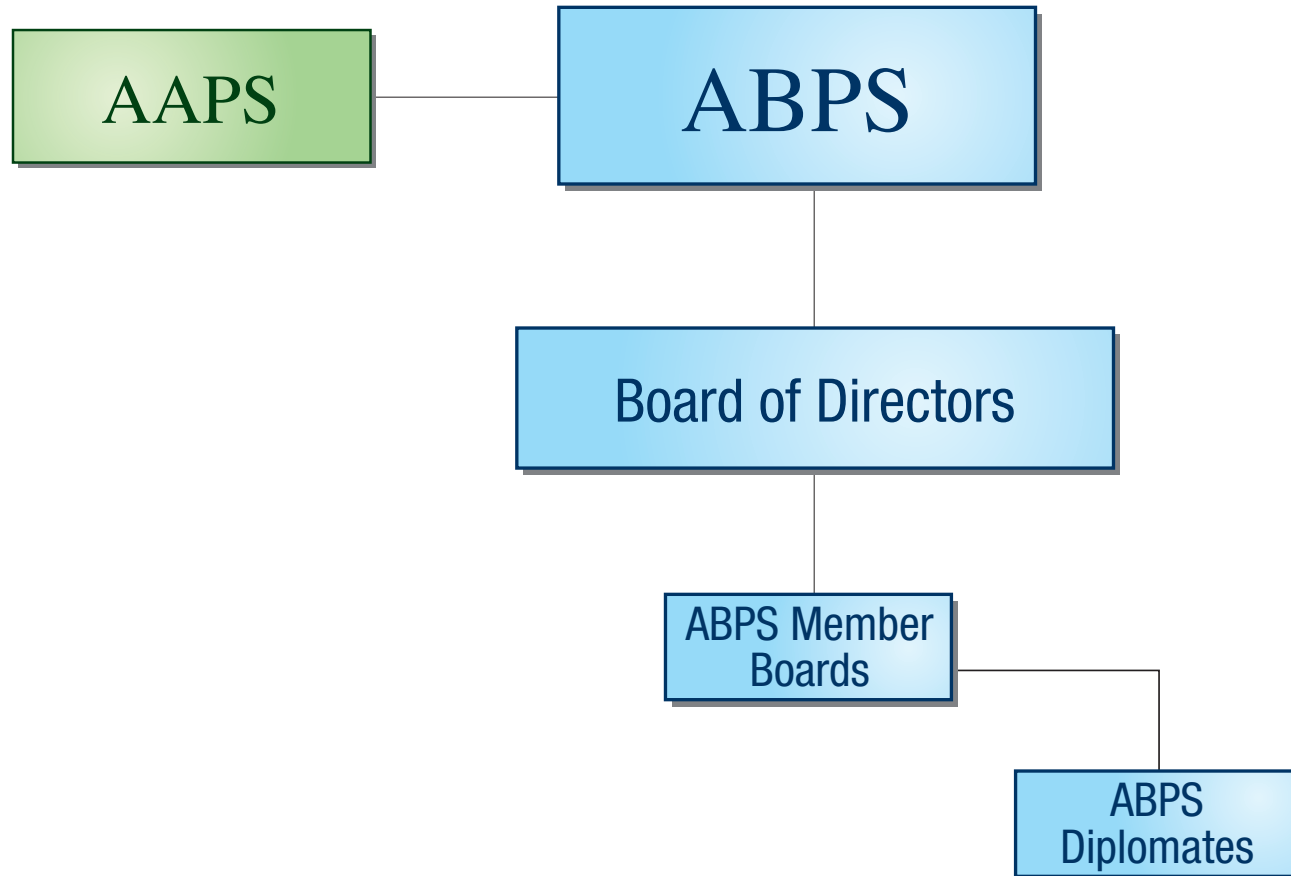 AAPS
ABPS
Board of Directors
ABPS Member
Boards
ABPS
Diplomates